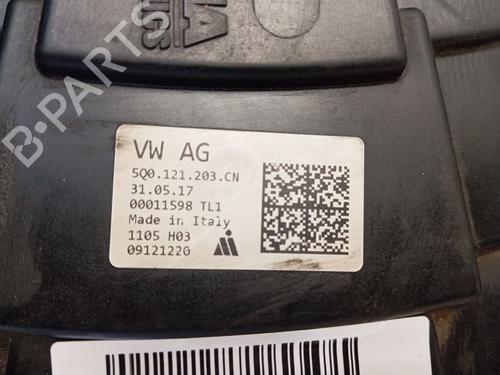 VW AG
5Q0.121.203.CN
31.05.17
00011598 TL1
Made in Italy
1105 H03
09121220
B-PARTS